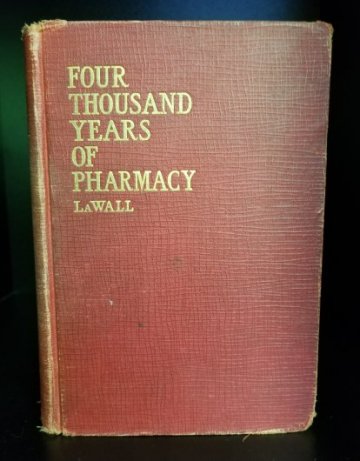 FOUR
THOUSAND
YEARS
OF
PHARMACY
LAWALL